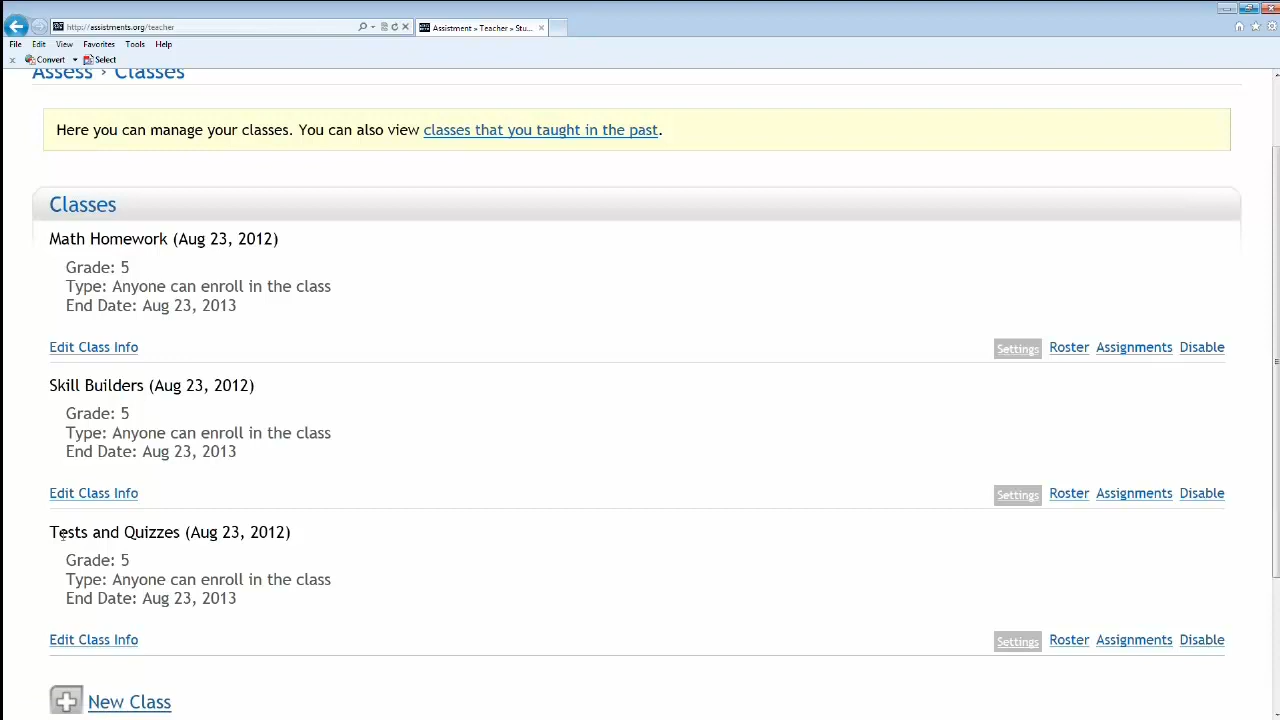 http://assistments.org/teacher
Assistment » Teacher » Stu...
File Edit View Favorites Tools Help
Convert Select
Assess › Classes
Here you can manage your classes. You can also view classes that you taught in the past.
Classes
Math Homework (Aug 23, 2012)
Grade: 5
Type: Anyone can enroll in the class
End Date: Aug 23, 2013
Edit Class Info Settings Roster Assignments Disable
Skill Builders (Aug 23, 2012)
Grade: 5
Type: Anyone can enroll in the class
End Date: Aug 23, 2013
Edit Class Info Settings Roster Assignments Disable
Tests and Quizzes (Aug 23, 2012)
Grade: 5
Type: Anyone can enroll in the class
End Date: Aug 23, 2013
Edit Class Info Settings Roster Assignments Disable
New Class